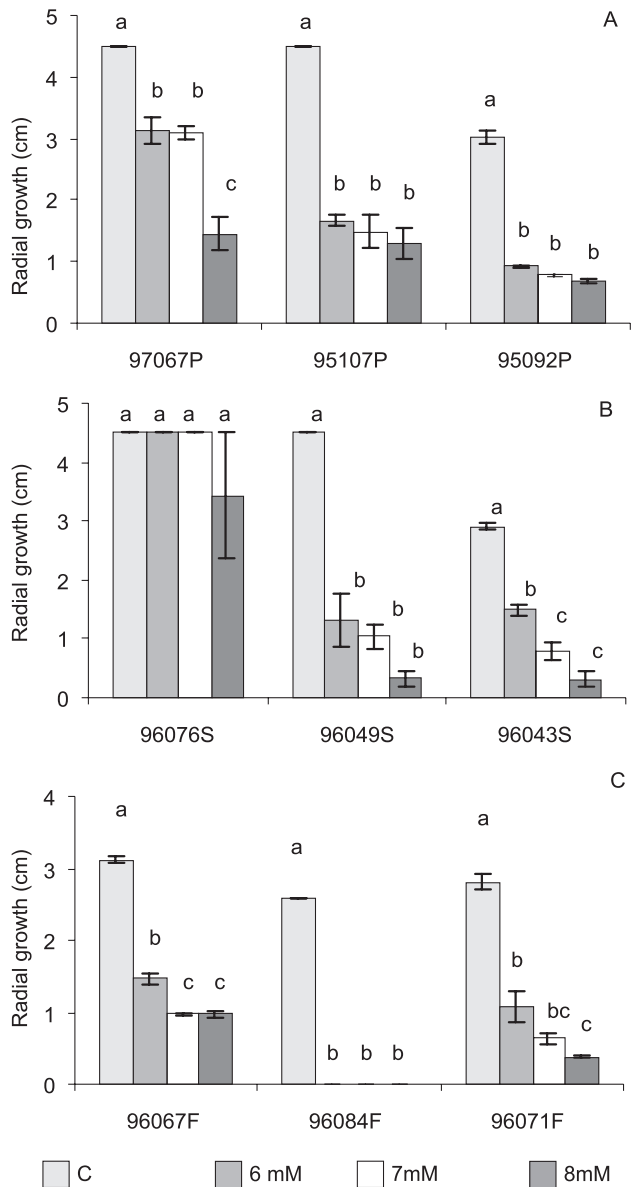 A
5
a a
4
b b a
3
c
2
b b b
b b b
1
0
Radial growth (cm)
97067P 95107P 95092P
B
5
a a a a a
4
a
3
2
b b
b c
1
b c
0
Radial growth (cm)
96076S 96049S 96043S
C
4
a
a a
3
2
b
b
c c
1
bc
c
b b b
0
Radial growth (cm)
96067F 96084F 96071F
C 6 mM 7mM 8mM